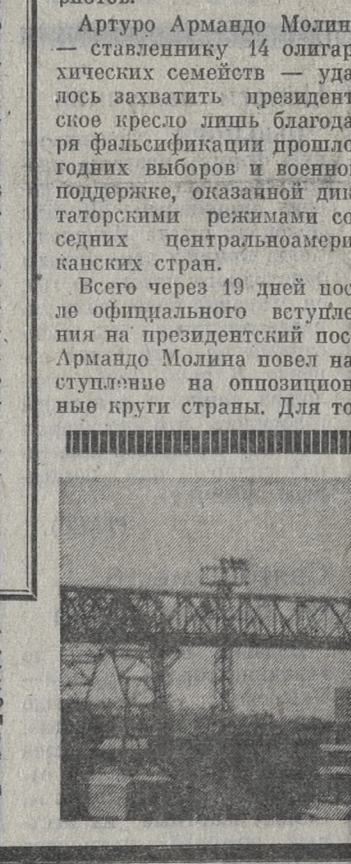 риотов.
Артуро Армандо Молин
— ставленнику 14 олигар
хических семейств — уда
лось захватить президент
ское кресло лишь благода
ря фальсификации прошло
годних выборов и военно
поддержке, оказанной дик
таторскими режимами со
седних центральноамери
канских стран.
Всего через 19 дней пос
ле официального вступле
ния на президентский пос
Армандо Молина повел на
ступление на оппозицион
ные круги страны. Для то